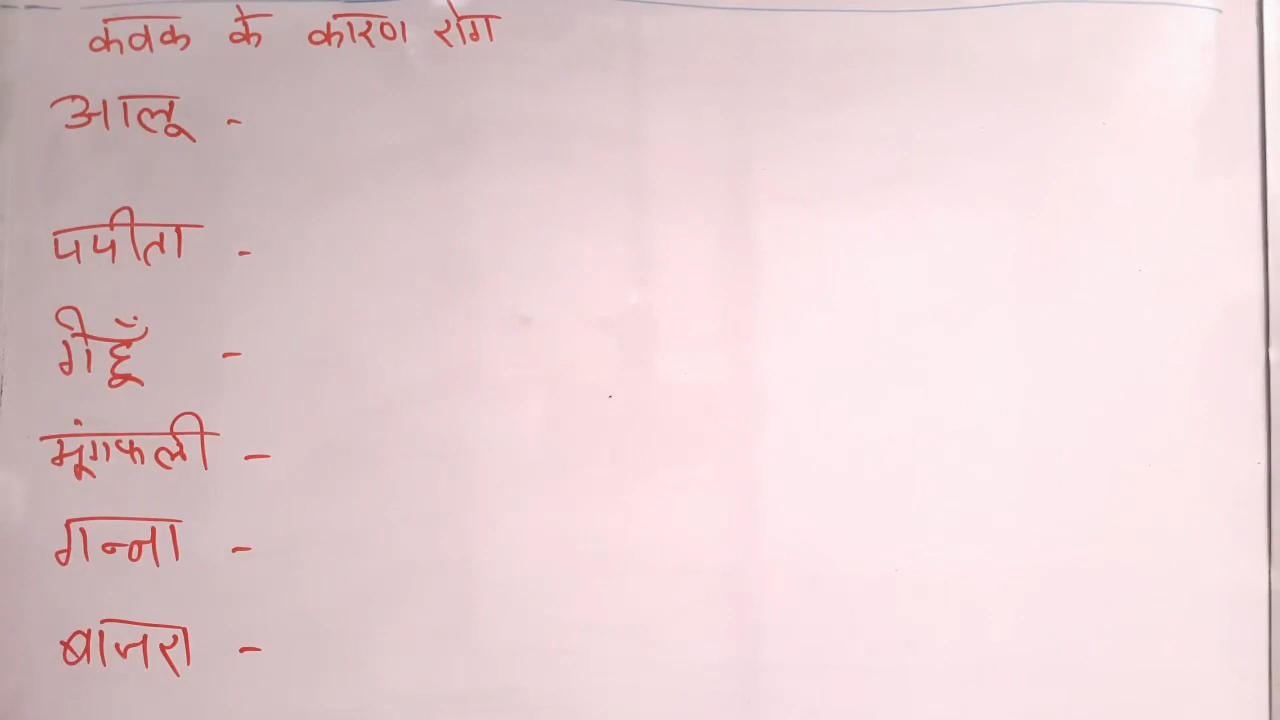 कवक के कारण रोग
आलू -
पपीता -
गेहूँ -
मूंगफली -
गन्ना -
बाजरा -